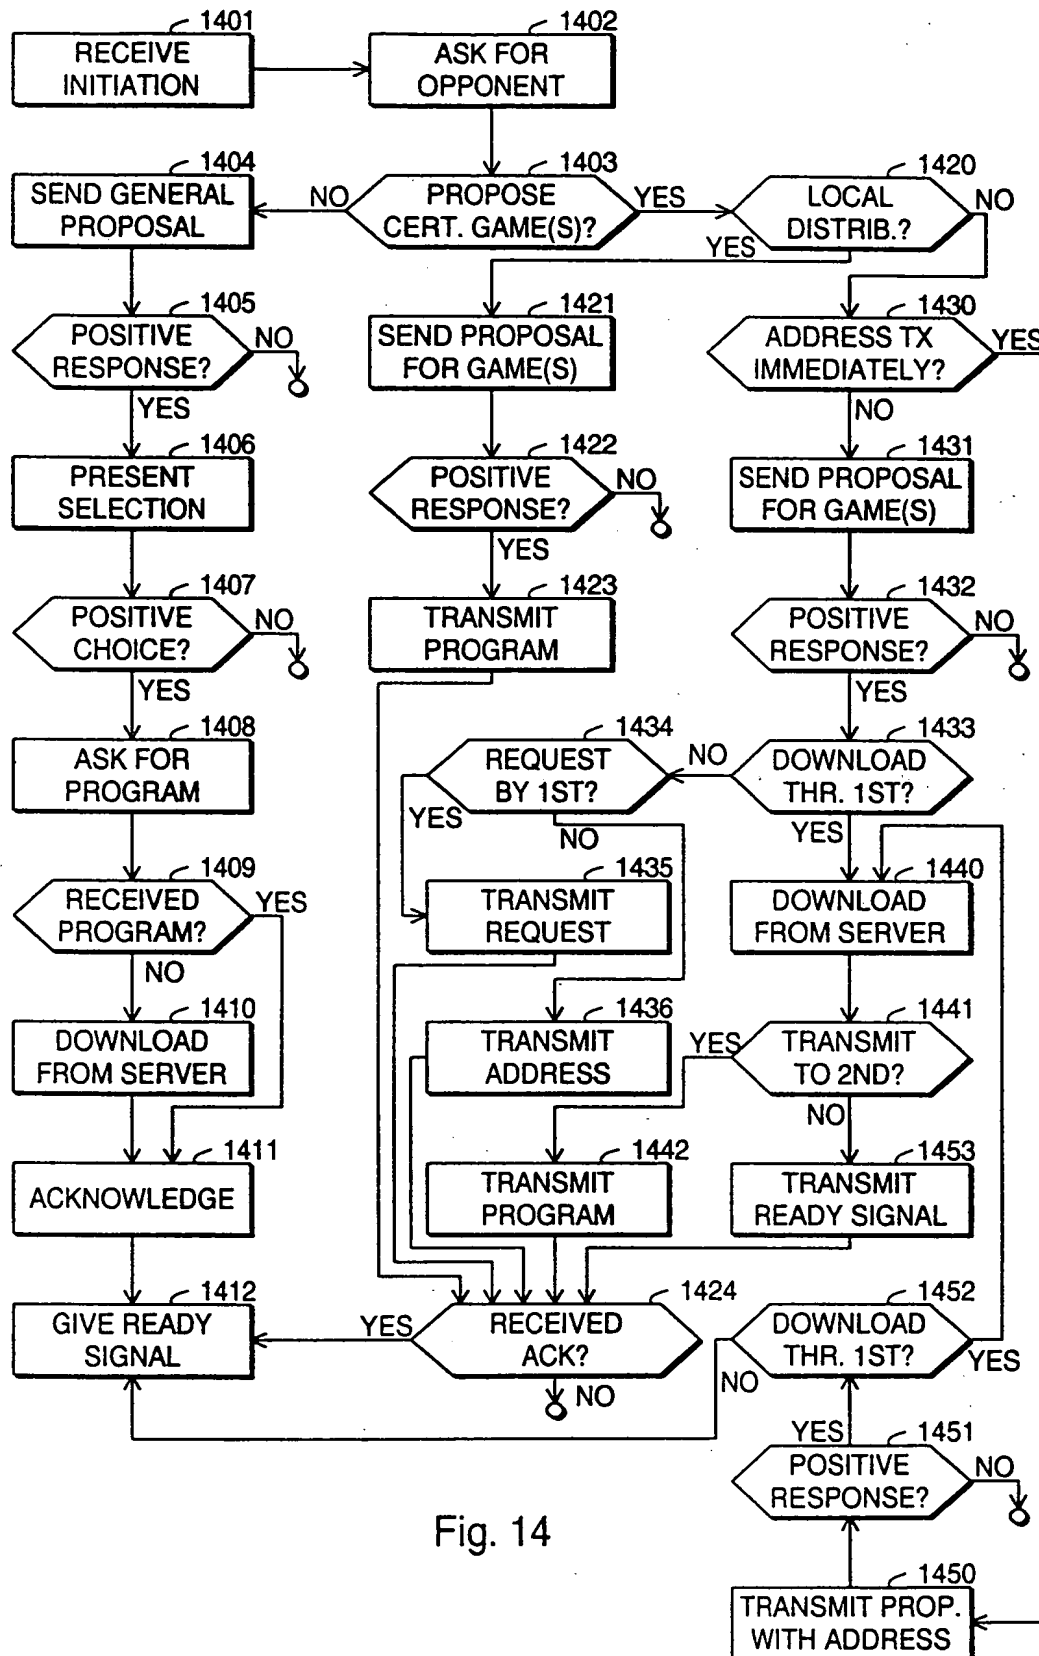 1401
RECEIVE
INITIATION
1402
ASK FOR
OPPONENT
1403
PROPOSE
CERT. GAME(S)?
NO
YES
1404
SEND GENERAL
PROPOSAL
1420
LOCAL
DISTRIB.?
NO
YES
1405
POSITIVE
RESPONSE?
NO
YES
1421
SEND PROPOSAL
FOR GAME(S)
1430
ADDRESS TX
IMMEDIATELY?
YES
NO
1406
PRESENT
SELECTION
1422
POSITIVE
RESPONSE?
NO
YES
1431
SEND PROPOSAL
FOR GAME(S)
1407
POSITIVE
CHOICE?
NO
YES
1423
TRANSMIT
PROGRAM
1432
POSITIVE
RESPONSE?
NO
YES
1408
ASK FOR
PROGRAM
1434
REQUEST
BY 1ST?
YES
NO
1433
DOWNLOAD
THR. 1ST?
NO
YES
1409
RECEIVED
PROGRAM?
YES
NO
1435
TRANSMIT
REQUEST
1440
DOWNLOAD
FROM SERVER
1410
DOWNLOAD
FROM SERVER
1436
TRANSMIT
ADDRESS
1441
TRANSMIT
TO 2ND?
YES
NO
1411
ACKNOWLEDGE
1442
TRANSMIT
PROGRAM
1453
TRANSMIT
READY SIGNAL
1412
GIVE READY
SIGNAL
1424
RECEIVED
ACK?
YES
NO
1452
DOWNLOAD
THR. 1ST?
YES
NO
1451
POSITIVE
RESPONSE?
YES
NO
1450
TRANSMIT PROP.
WITH ADDRESS
Fig. 14